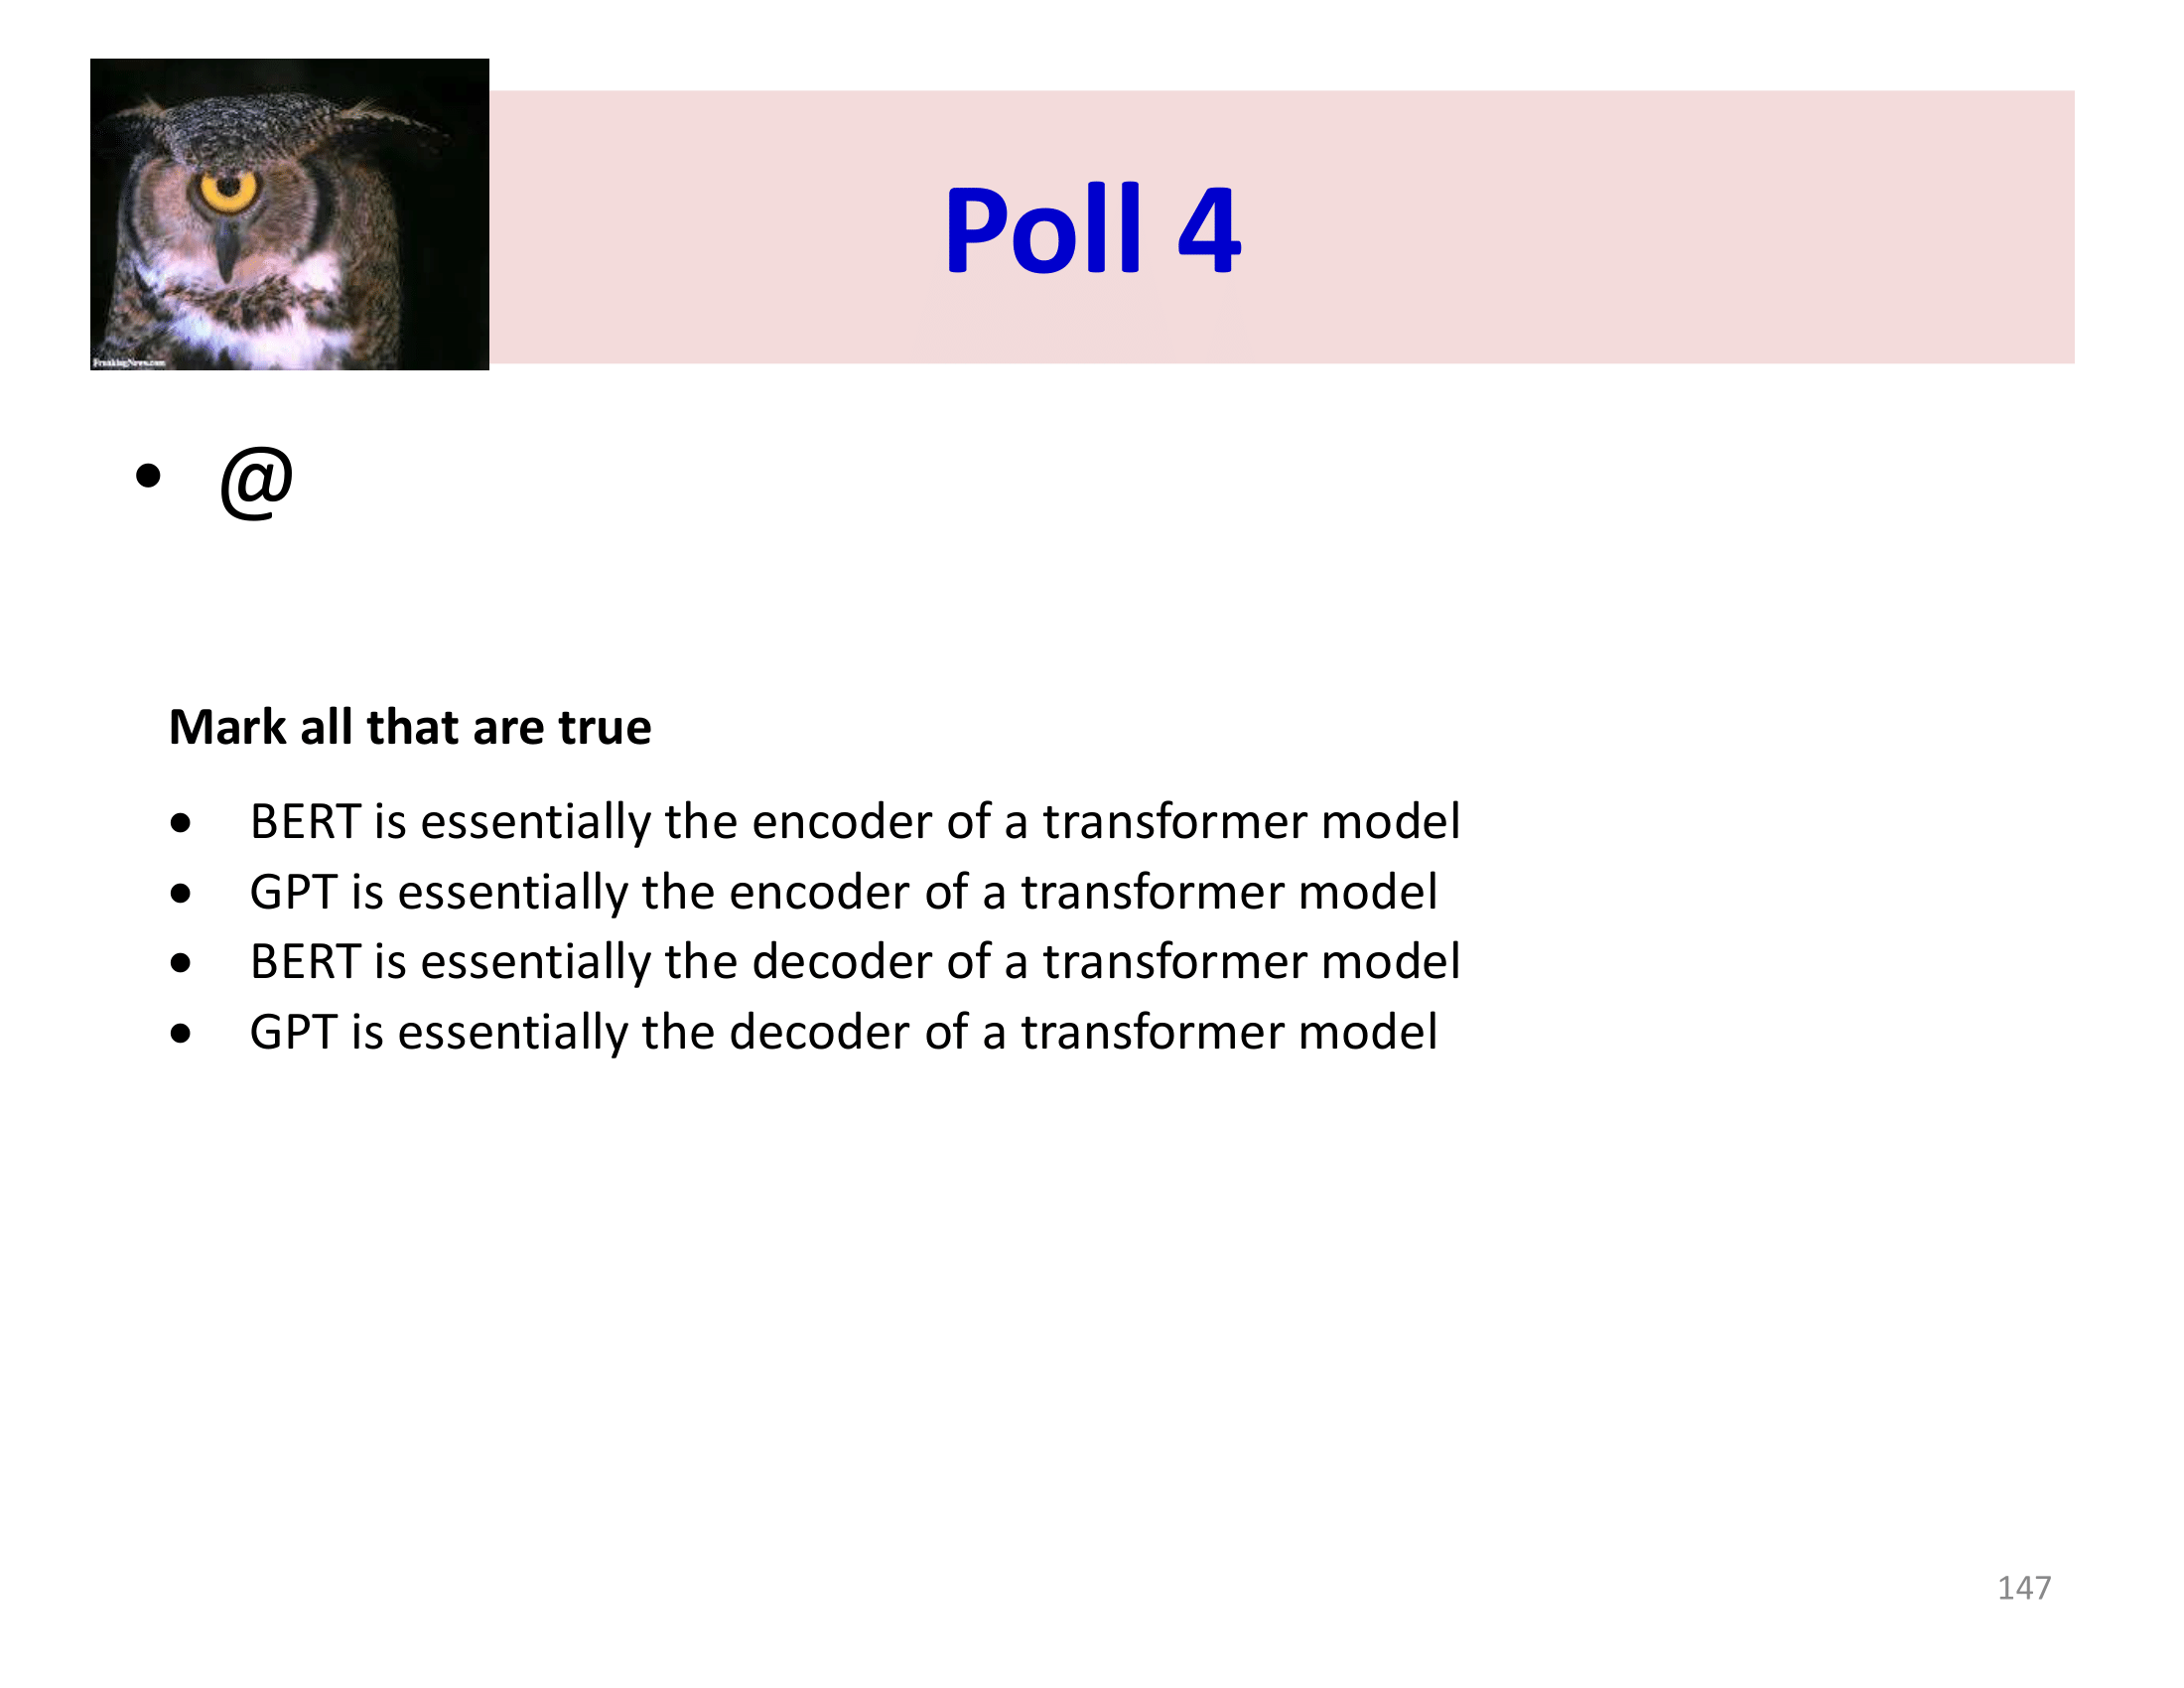 Poll 4
FreakingNews.com
• @
Mark all that are true
• BERT is essentially the encoder of a transformer model
• GPT is essentially the encoder of a transformer model
• BERT is essentially the decoder of a transformer model
• GPT is essentially the decoder of a transformer model
147